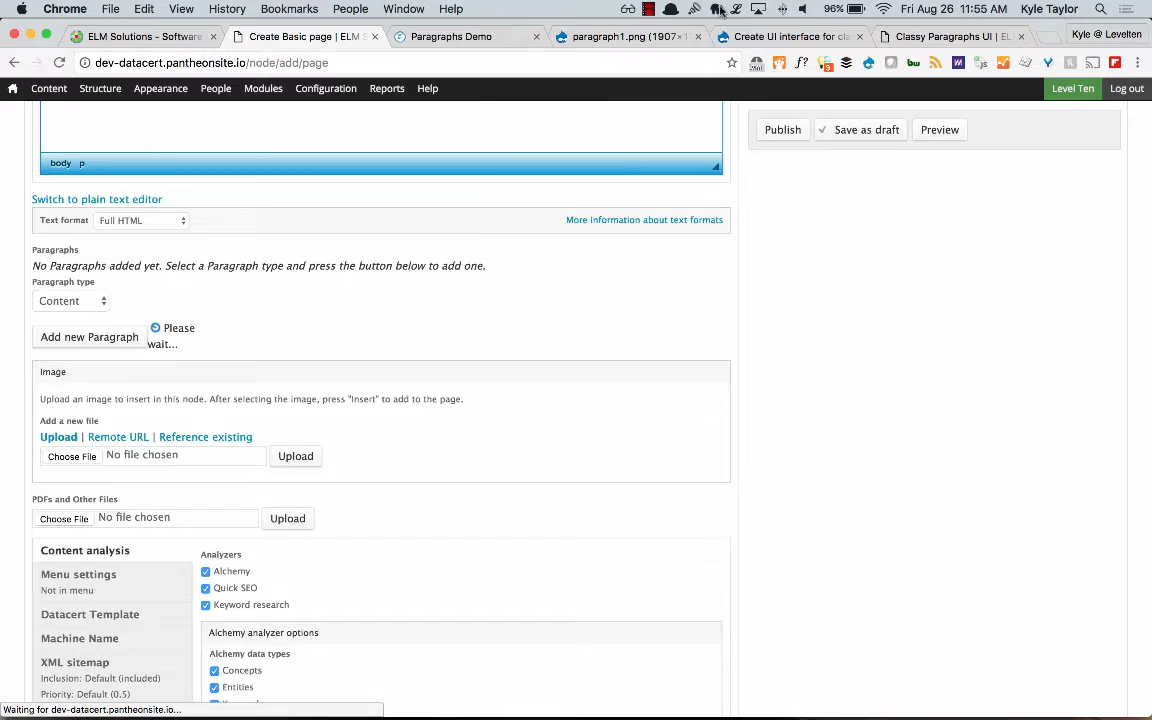 Chrome File Edit View History Bookmarks People Window Help 96% Fri Aug 26 11:55 AM Kyle Taylor
ELM Solutions - Software Create Basic page | ELM S Paragraphs Demo paragraph1.png (1907×1 Create UI interface for cla Classy Paragraphs UI | EL Kyle @ Levelten
dev-datacert.pantheonsite.io/node/add/page
Content Structure Appearance People Modules Configuration Reports Help Level Ten Log out
Publish Save as draft Preview
body p
Switch to plain text editor
Text format Full HTML More information about text formats
Paragraphs
No Paragraphs added yet. Select a Paragraph type and press the button below to add one.
Paragraph type
Content
Add new Paragraph Please
wait...
Image
Upload an image to insert in this node. After selecting the image, press "Insert" to add to the page.
Add a new file
Upload | Remote URL | Reference existing
Choose File No file chosen Upload
PDFs and Other Files
Choose File No file chosen Upload
Content analysis
Menu settings
Not in menu
Datacert Template
Machine Name
XML sitemap
Inclusion: Default (included)
Priority: Default (0.5)
Analyzers
Alchemy
Quick SEO
Keyword research
Alchemy analyzer options
Alchemy data types
Concepts
Entities
Waiting for dev-datacert.pantheonsite.io...